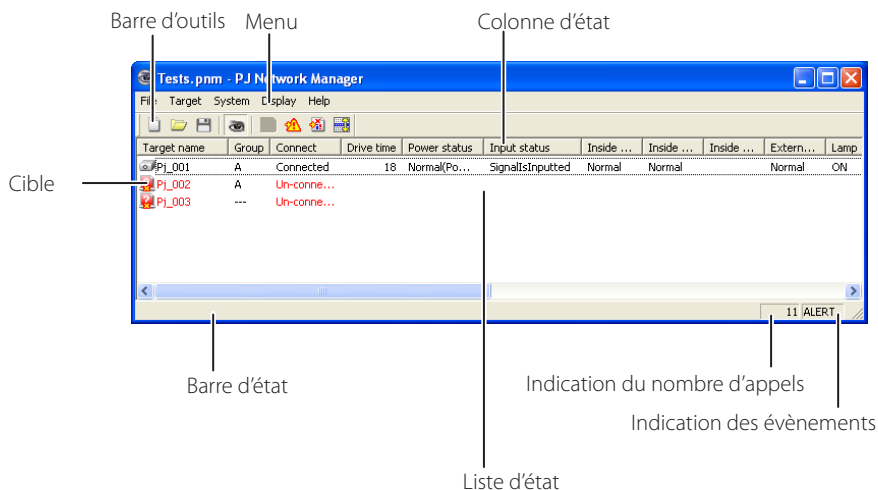 Barre d'outils Menu Colonne d'état
Tests.pnm - PJ Network Manager
File Target System Display Help
Target name Group Connect Drive time Power status Input status Inside ... Inside ... Inside ... Extern... Lamp
Pj_001 A Connected 18 Normal(Po... SignalIsInputted Normal Normal Normal ON
Cible
Pj_002 A Un-conne...
Pj_003 --- Un-conne...
11 ALERT
Barre d'état
Indication du nombre d'appels
Indication des évènements
Liste d'état